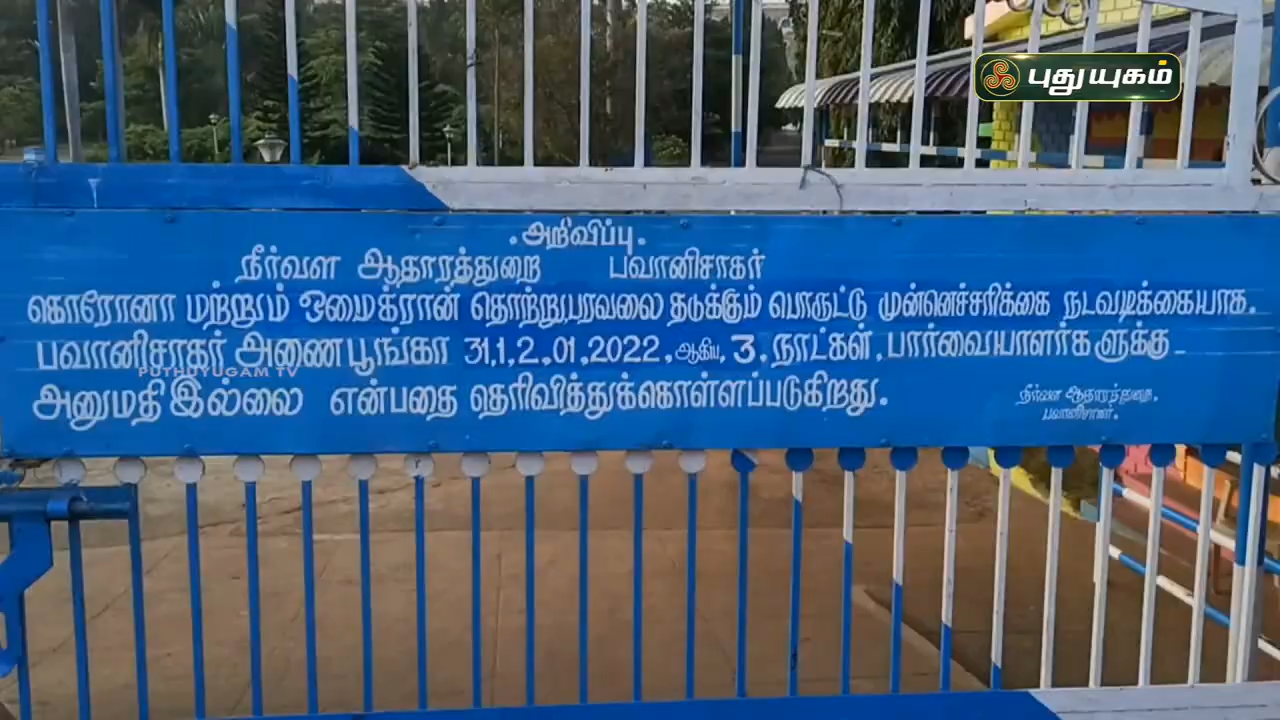 புதுயுகம்
அறிவிப்பு.
நீர்வள ஆதாரத்துறை பவானிசாகர்
கொரோனா மற்றும் ஒமைக்ரான் தொற்று பரவலை தடுக்கும் பொருட்டு முன்னெச்சரிக்கை நடவடிக்கையாக.
பவானிசாகர் அணை பூங்கா 31,1,2.01.2022. ஆகிய, 3. நாட்கள். பார்வையாளர்களுக்கு
PUTHUYUGAM TV
அனுமதி இல்லை என்பதை தெரிவித்துக்கொள்ளப்படுகிறது.
நீர்வள ஆதாரத்துறை.
பவானிசாகர்.